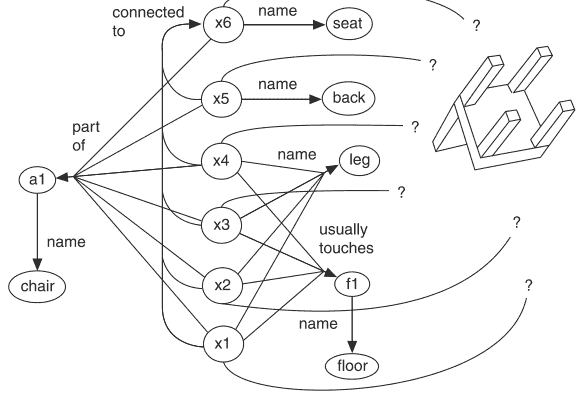 connected
to
x6
name
seat
?
x5
name
back
?
part
of
x4
name
leg
?
a1
x3
?
name
usually
touches
?
x2
f1
chair
name
?
x1
floor